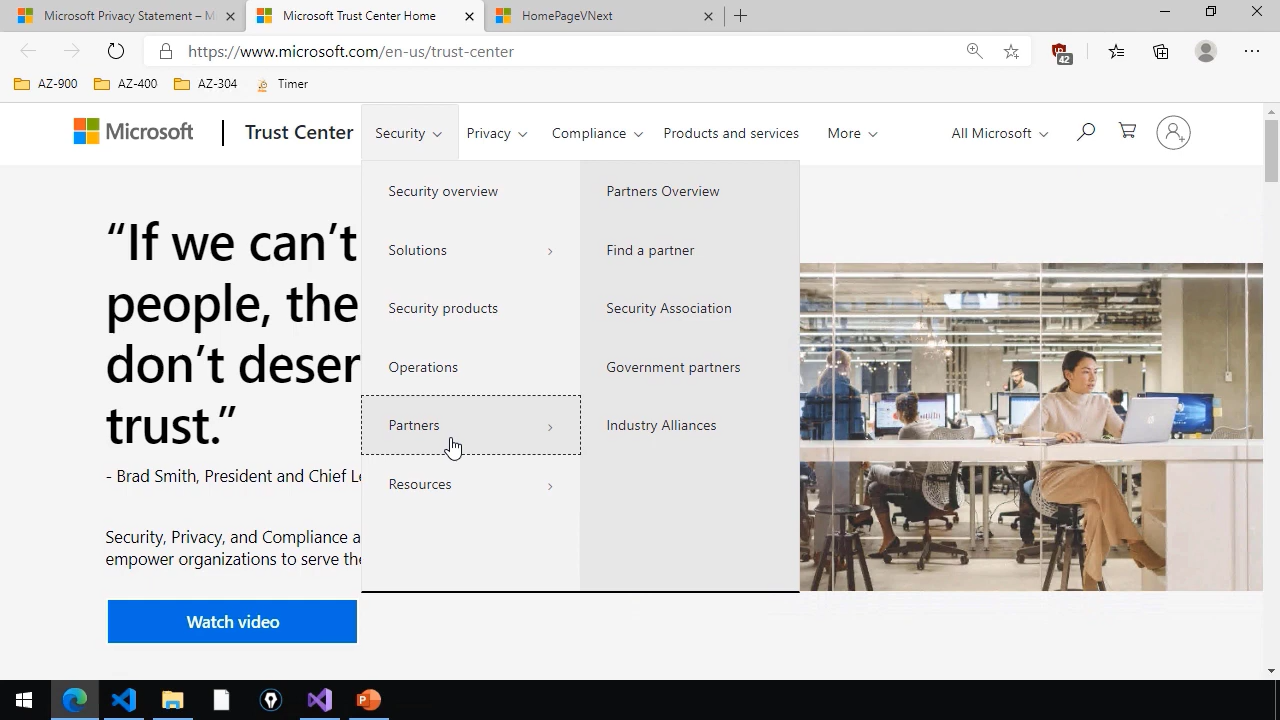 Microsoft Privacy Statement – Mi
Microsoft Trust Center Home
HomePageVNext
https://www.microsoft.com/en-us/trust-center
42
AZ-900
AZ-400
AZ-304
Timer
Microsoft
Trust Center
Security
Privacy
Compliance
Products and services
More
All Microsoft
Security overview
Solutions
Security products
Operations
Partners
Resources
Partners Overview
Find a partner
Security Association
Government partners
Industry Alliances
“If we can’t
people, the
don’t deser
trust.”
- Brad Smith, President and Chief Le
Security, Privacy, and Compliance a
empower organizations to serve the
Watch video